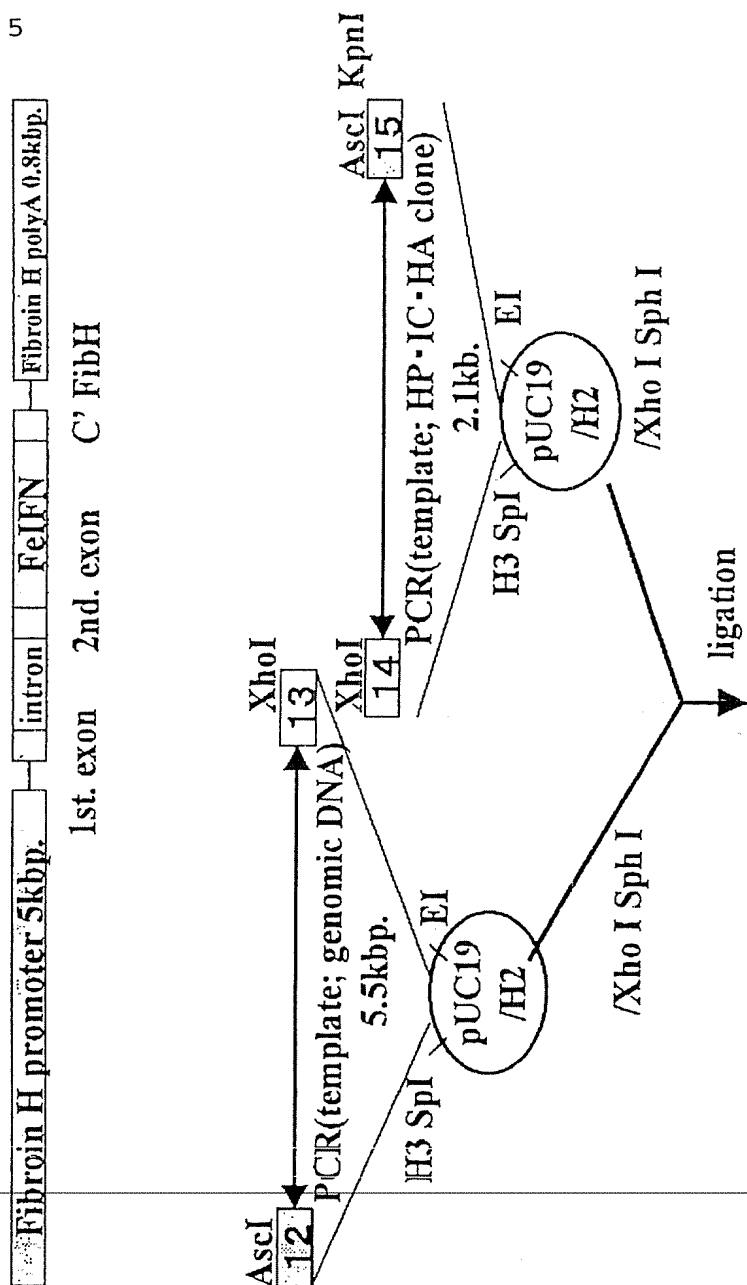 5
Fibroin H promoter 5kbp.
intron
FeIFN
Fibroin H polyA 0.8kbp.
1st. exon
2nd. exon
C' FibH
AscI
12
XhoI
13
PCR(template; genomic DNA)
5.5kbp.
XhoI
14
AscI KpnI
15
PCR(template; HP・IC・HA clone)
2.1kb.
H3 SpI
EI
pUC19
/H2
H3 SpI
EI
pUC19
/H2
/Xho I Sph I
/Xho I Sph I
ligation